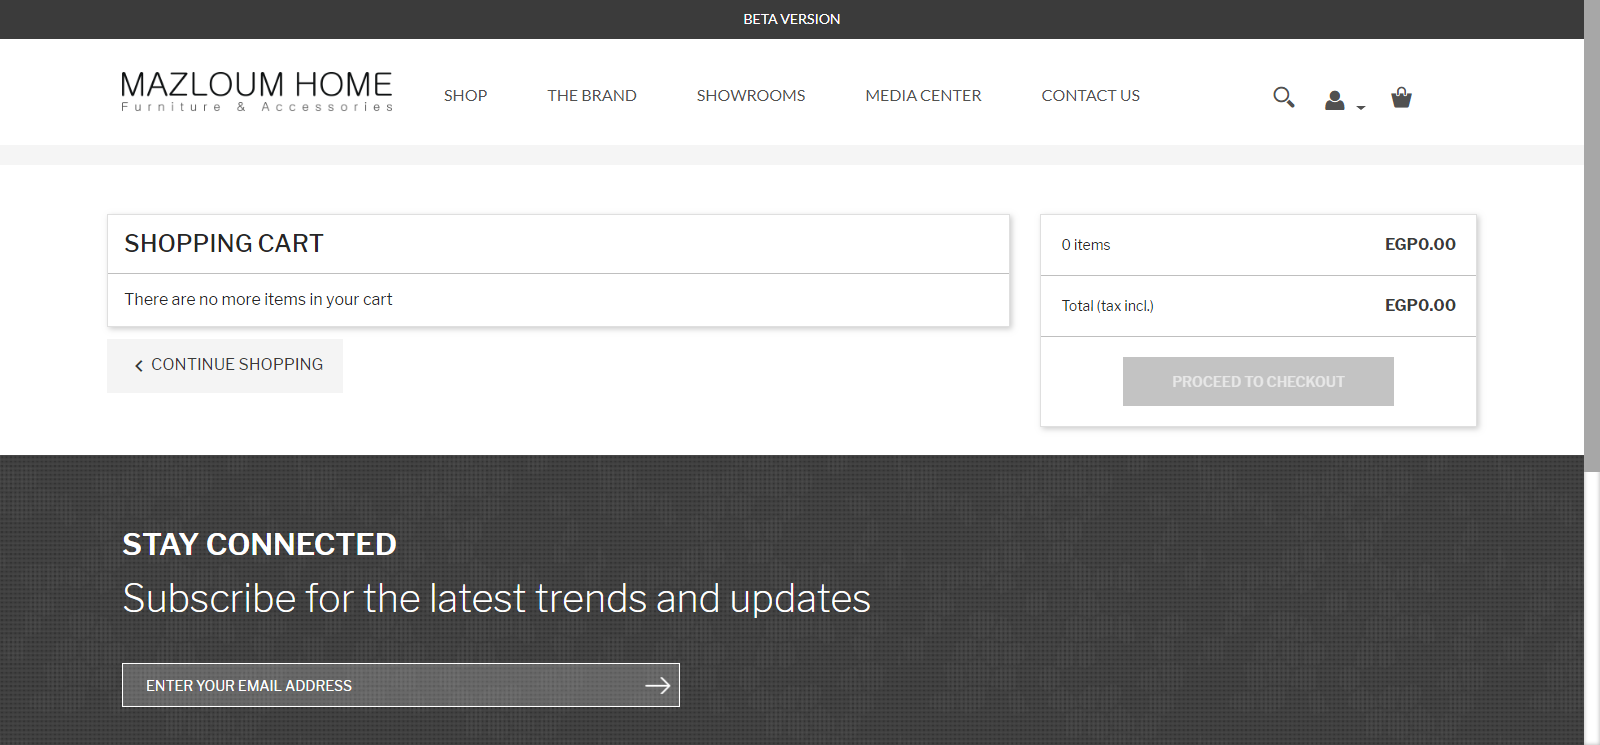 BETA VERSION
MAZLOUM HOME
Furniture & Accessories
SHOP
THE BRAND
SHOWROOMS
MEDIA CENTER
CONTACT US
SHOPPING CART
There are no more items in your cart
CONTINUE SHOPPING
0 items EGP0.00
Total (tax incl.) EGP0.00
PROCEED TO CHECKOUT
STAY CONNECTED
Subscribe for the latest trends and updates
ENTER YOUR EMAIL ADDRESS